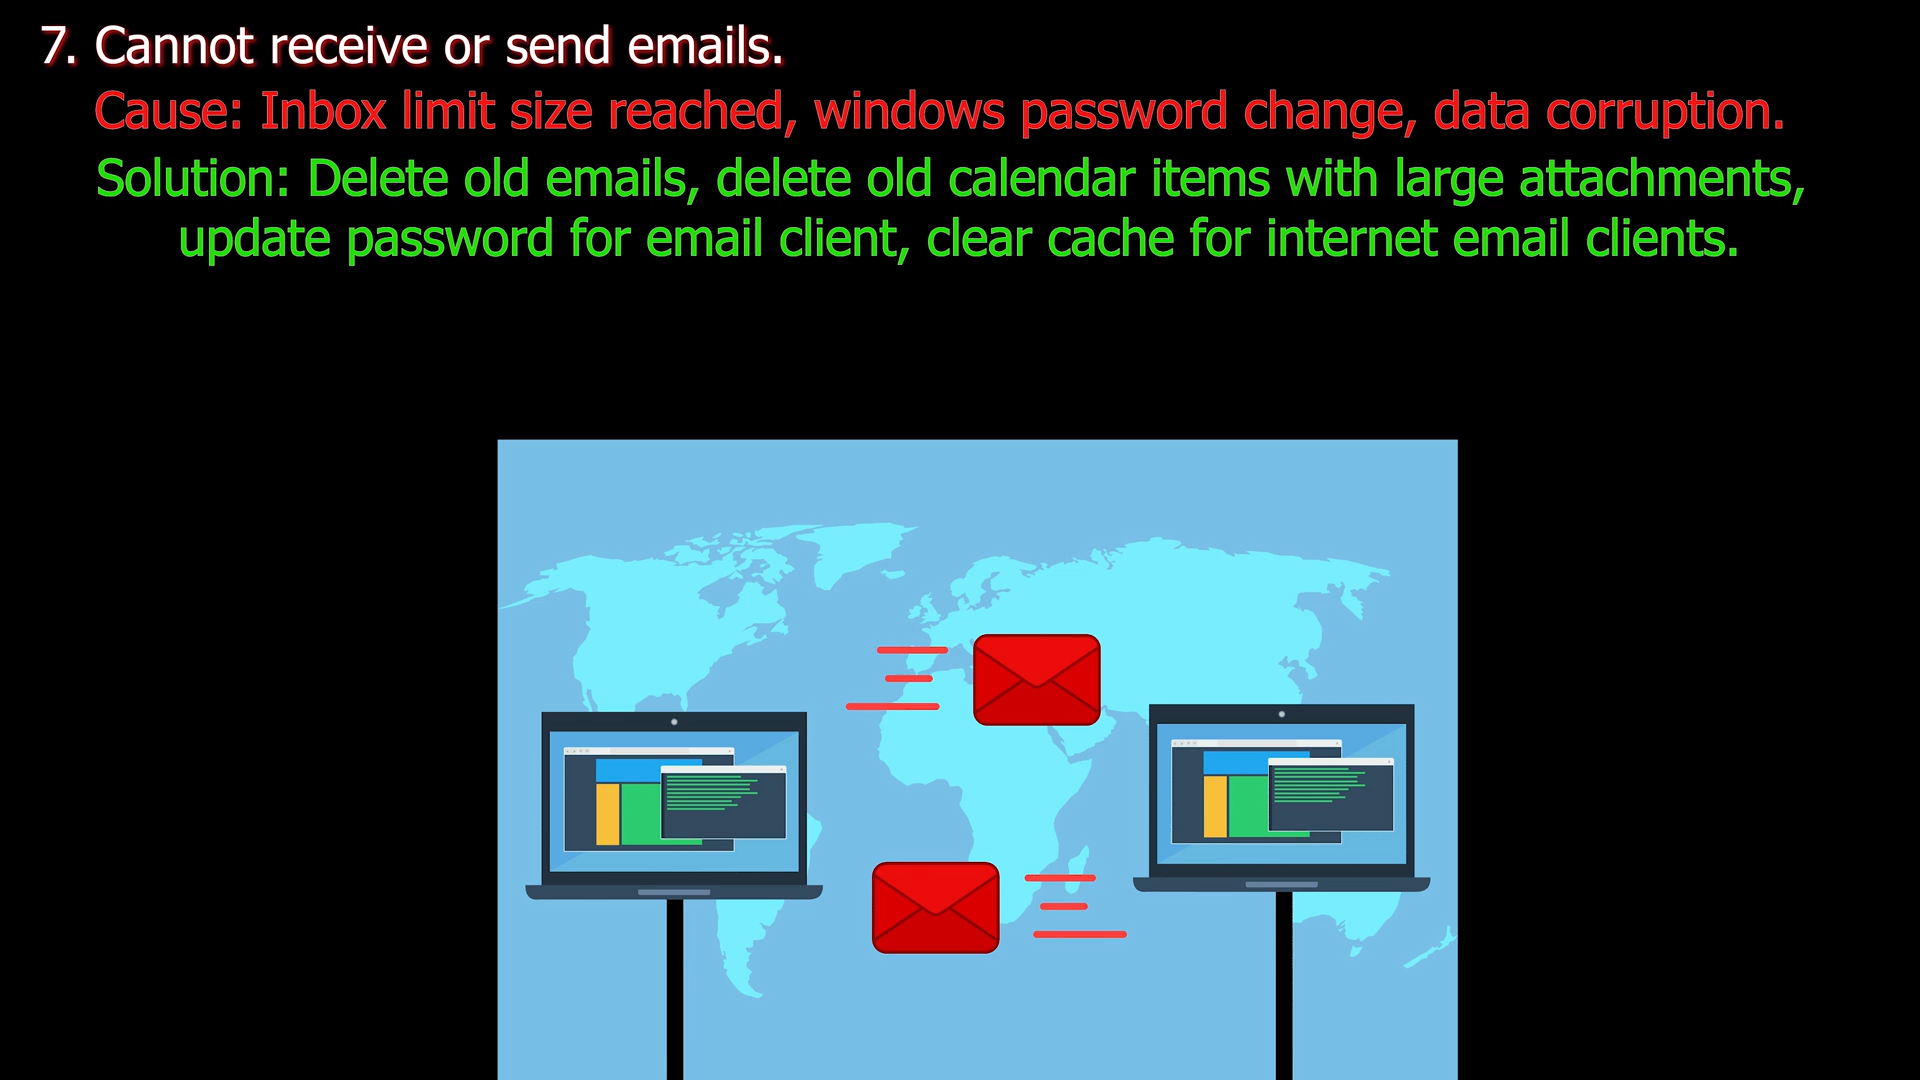 7. Cannot receive or send emails.
Cause: Inbox limit size reached, windows password change, data corruption.
Solution: Delete old emails, delete old calendar items with large attachments,
update password for email client, clear cache for internet email clients.